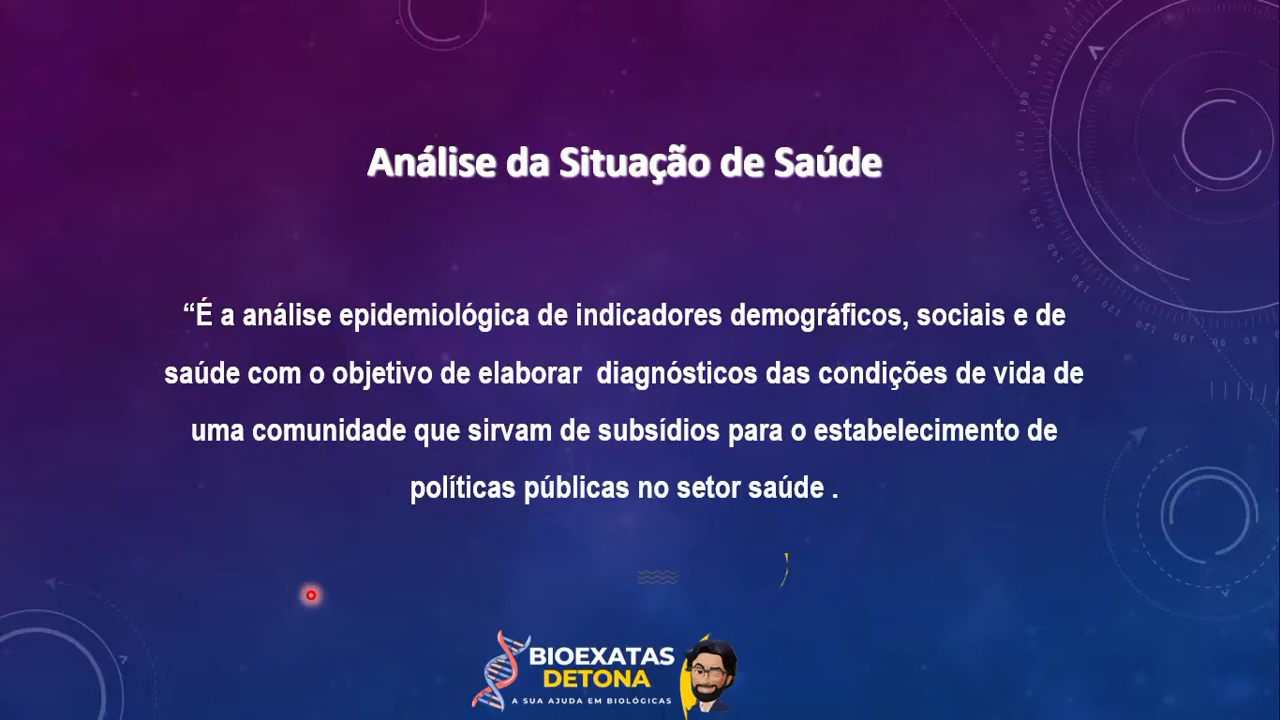 Análise da Situação de Saúde
“É a análise epidemiológica de indicadores demográficos, sociais e de
saúde com o objetivo de elaborar  diagnósticos das condições de vida de
uma comunidade que sirvam de subsídios para o estabelecimento de
políticas públicas no setor saúde .
BIOEXATAS
DETONA
A SUA AJUDA EM BIOLÓGICAS